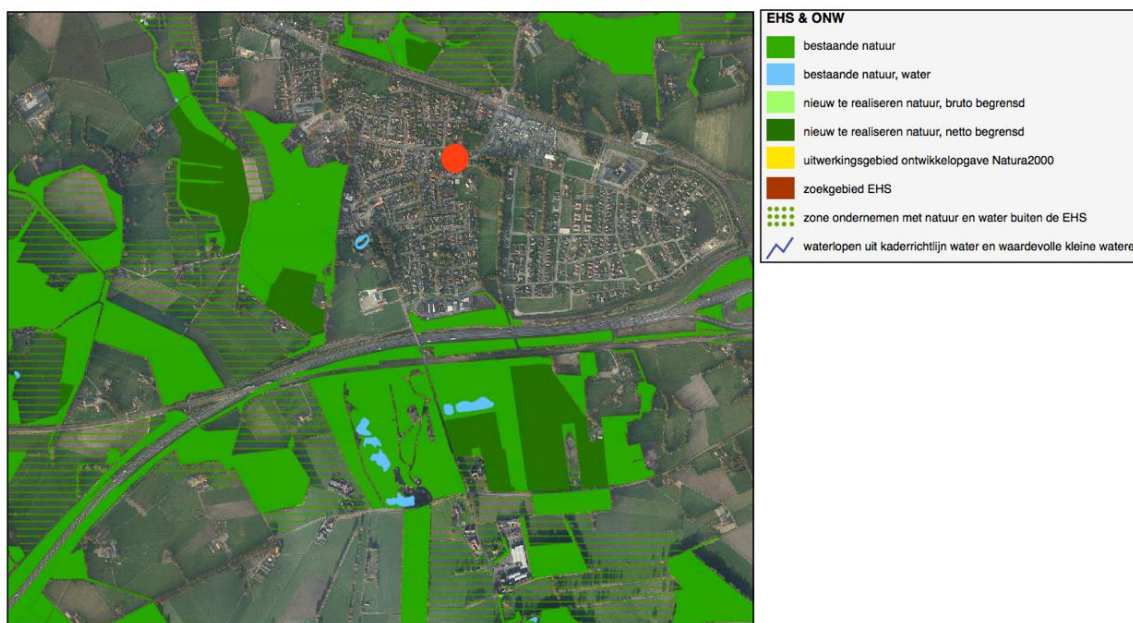 EHS & ONW
bestaande natuur
bestaande natuur, water
nieuw te realiseren natuur, bruto begrensd
nieuw te realiseren natuur, netto begrensd
uitwerkingsgebied ontwikkelopgave Natura2000
zoekgebied EHS
zone ondernemen met natuur en water buiten de EHS
waterlopen uit kaderrichtlijn water en waardevolle kleine watere